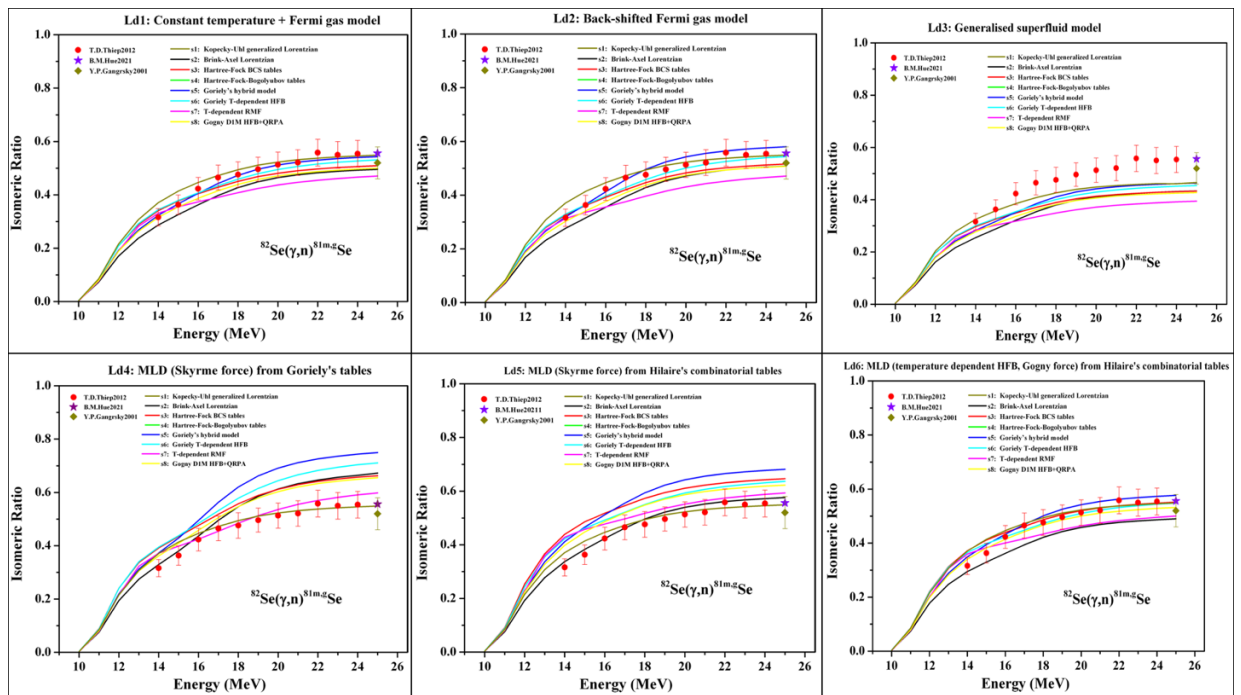 Ld1: Constant temperature + Fermi gas model
1.0
0.8
0.6
0.4
0.2
0.0
Isomeric Ratio
T.D.Thiep2012
B.M.Hue2021
Y.P.Gangrsky2001
s1: Kopecky-Uhl generalized Lorentzian
s2: Brink-Axel Lorentzian
s3: Hartree-Fock BCS tables
s4: Hartree-Fock-Bogolyubov tables
s5: Goriely's hybrid model
s6: Goriely T-dependent HFB
s7: T-dependent RMF
s8: Gogny D1M HFB+QRPA
⁸²Se(γ,n)⁸¹ᵐ,ᵍSe
10 12 14 16 18 20 22 24 26
Energy (MeV)
Ld2: Back-shifted Fermi gas model
1.0
0.8
0.6
0.4
0.2
0.0
Isomeric Ratio
T.D.Thiep2012
B.M.Hue2021
Y.P.Gangrsky2001
s1: Kopecky-Uhl generalized Lorentzian
s2: Brink-Axel Lorentzian
s3: Hartree-Fock BCS tables
s4: Hartree-Fock-Bogolyubov tables
s5: Goriely's hybrid model
s6: Goriely T-dependent HFB
s7: T-dependent RMF
s8: Gogny D1M HFB+QRPA
⁸²Se(γ,n)⁸¹ᵐ,ᵍSe
10 12 14 16 18 20 22 24 26
Energy (MeV)
Ld3: Generalised superfluid model
1.0
0.8
0.6
0.4
0.2
0.0
Isomeric Ratio
T.D.Thiep2012
B.M.Hue2021
Y.P.Gangrsky2001
s1: Kopecky-Uhl generalized Lorentzian
s2: Brink-Axel Lorentzian
s3: Hartree-Fock BCS tables
s4: Hartree-Fock-Bogolyubov tables
s5: Goriely's hybrid model
s6: Goriely T-dependent HFB
s7: T-dependent RMF
s8: Gogny D1M HFB+QRPA
⁸²Se(γ,n)⁸¹ᵐ,ᵍSe
10 12 14 16 18 20 22 24 26
Energy (MeV)
Ld4: MLD (Skyrme force) from Goriely's tables
1.0
0.8
0.6
0.4
0.2
0.0
Isomeric Ratio
T.D.Thiep2012
B.M.Hue2021
Y.P.Gangrsky2001
s1: Kopecky-Uhl generalized Lorentzian
s2: Brink-Axel Lorentzian
s3: Hartree-Fock BCS tables
s4: Hartree-Fock-Bogolyubov tables
s5: Goriely's hybrid model
s6: Goriely T-dependent HFB
s7: T-dependent RMF
s8: Gogny D1M HFB+QRPA
⁸²Se(γ,n)⁸¹ᵐ,ᵍSe
10 12 14 16 18 20 22 24 26
Energy (MeV)
Ld5: MLD (Skyrme force) from Hilaire's combinatorial tables
1.0
0.8
0.6
0.4
0.2
0.0
Isomeric Ratio
T.D.Thiep2012
B.M.Hue20211
Y.P.Gangrsky2001
s1: Kopecky-Uhl generalized Lorentzian
s2: Brink-Axel Lorentzian
s3: Hartree-Fock BCS tables
s4: Hartree-Fock-Bogolyubov tables
s5: Goriely's hybrid model
s6: Goriely T-dependent HFB
s7: T-dependent RMF
s8: Gogny D1M HFB+QRPA
⁸²Se(γ,n)⁸¹ᵐ,ᵍSe
10 12 14 16 18 20 22 24 26
Energy (MeV)
Ld6: MLD (temperature dependent HFB, Gogny force) from Hilaire's combinatorial tables
1.0
0.8
0.6
0.4
0.2
0.0
Isomeric Ratio
T.D.Thiep2012
B.M.Hue2021
Y.P.Gangrsky2001
s1: Kopecky-Uhl generalized Lorentzian
s2: Brink-Axel Lorentzian
s3: Hartree-Fock BCS tables
s4: Hartree-Fock-Bogolyubov tables
s5: Goriely's hybrid model
s6: Goriely T-dependent HFB
s7: T-dependent RMF
s8: Gogny D1M HFB+QRPA
⁸²Se(γ,n)⁸¹ᵐ,ᵍSe
10 12 14 16 18 20 22 24 26
Energy (MeV)